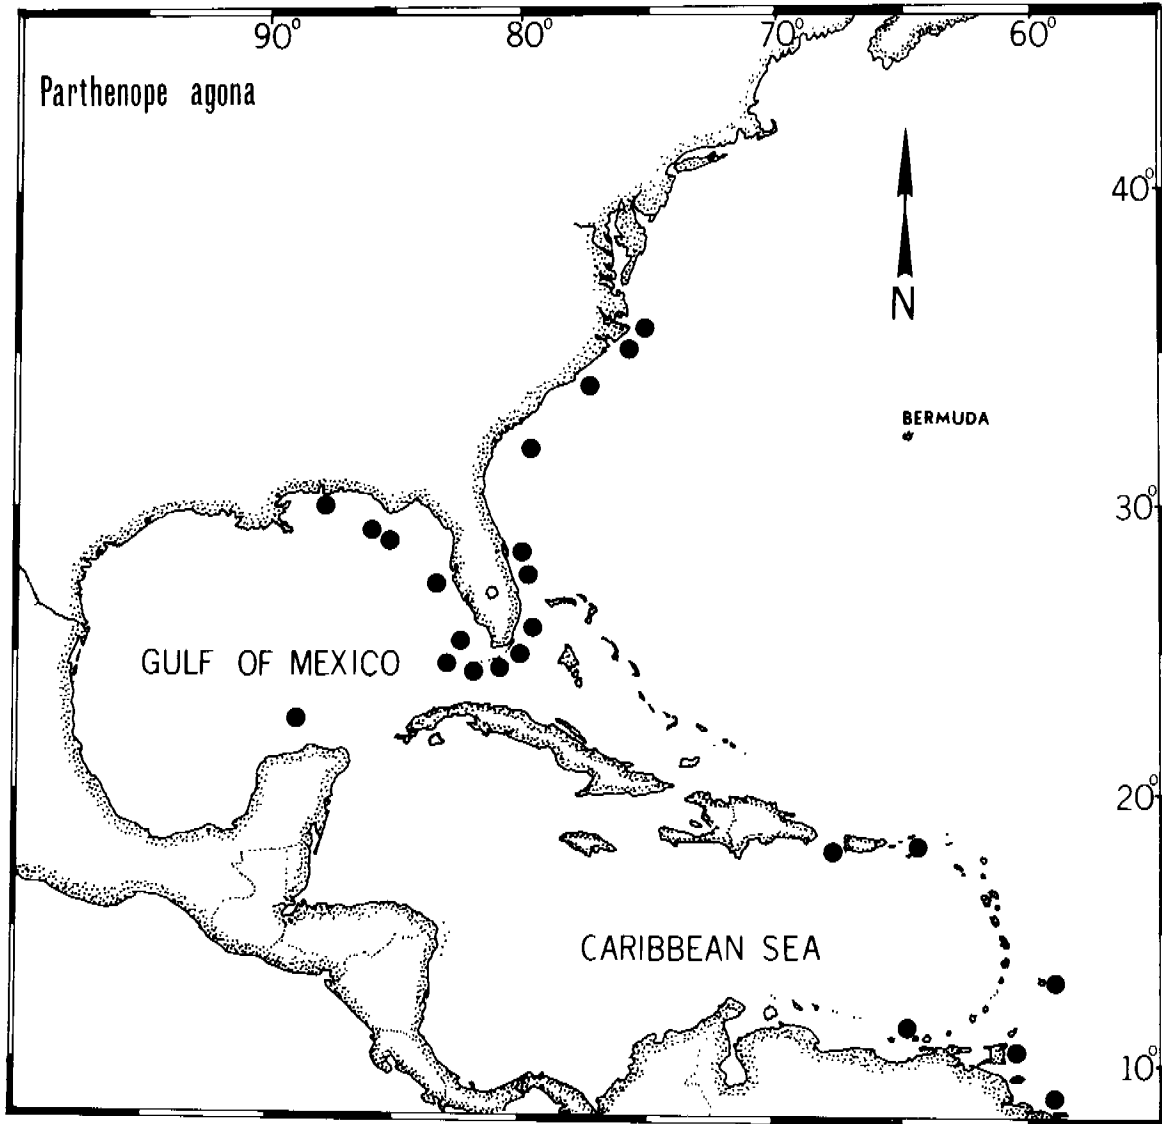 90° 80° 70° 60°
Parthenope agona
40°
N
BERMUDA
30°
GULF OF MEXICO
20°
CARIBBEAN SEA
10°